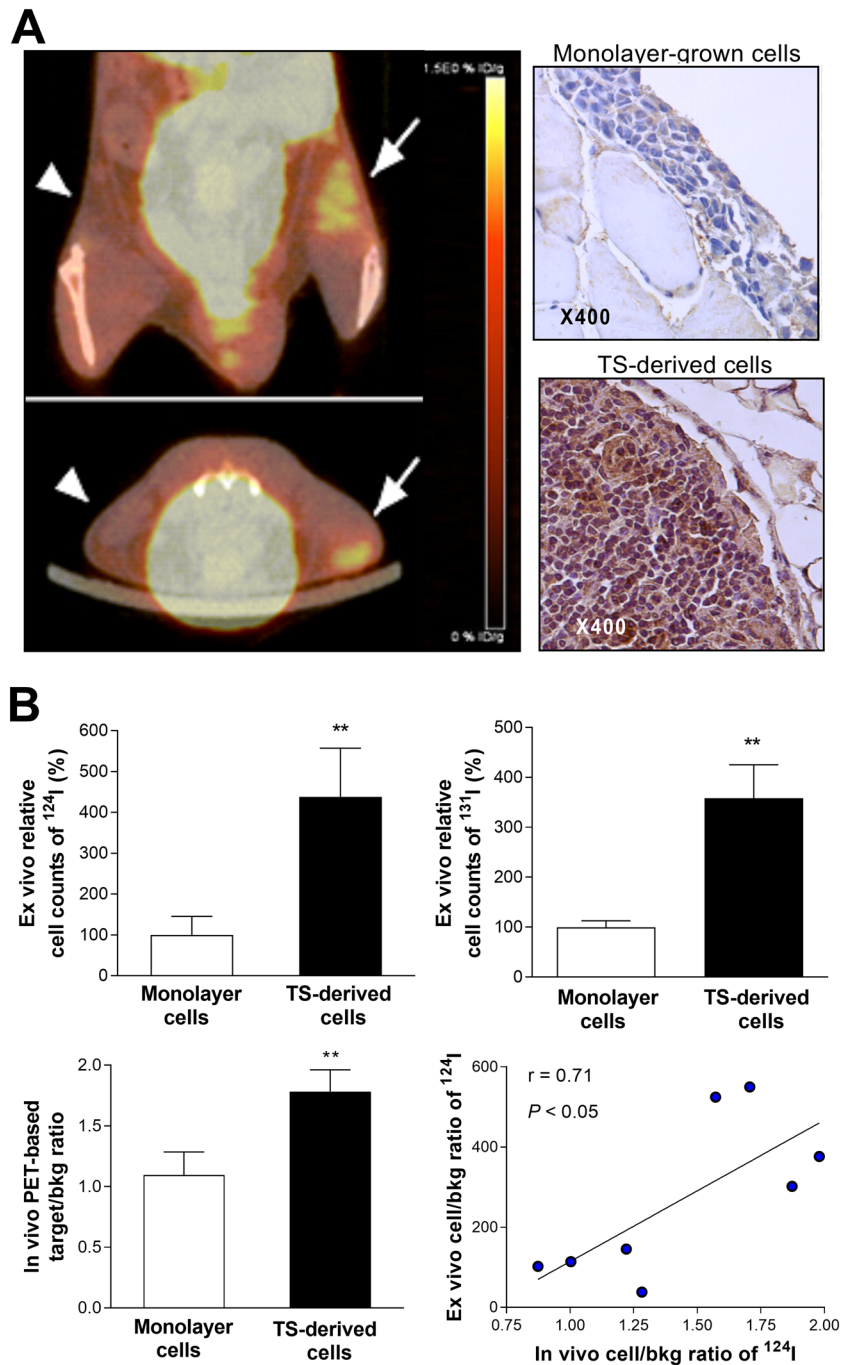 A
1.5E0 % ID/g
0 % ID/g
Monolayer-grown cells
X400
TS-derived cells
X400
B
Ex vivo relative
cell counts of ¹²⁴I (%)
600
500
400
300
200
100
0
**
Monolayer
cells
TS-derived
cells
Ex vivo relative
cell counts of ¹³¹I (%)
500
400
300
200
100
0
**
Monolayer
cells
TS-derived
cells
In vivo PET-based
target/bkg ratio
2.0
1.5
1.0
0.5
0.0
**
Monolayer
cells
TS-derived
cells
Ex vivo cell/bkg ratio of ¹²⁴I
600
400
200
0
r = 0.71
P < 0.05
0.75 1.00 1.25 1.50 1.75 2.00
In vivo cell/bkg ratio of ¹²⁴I